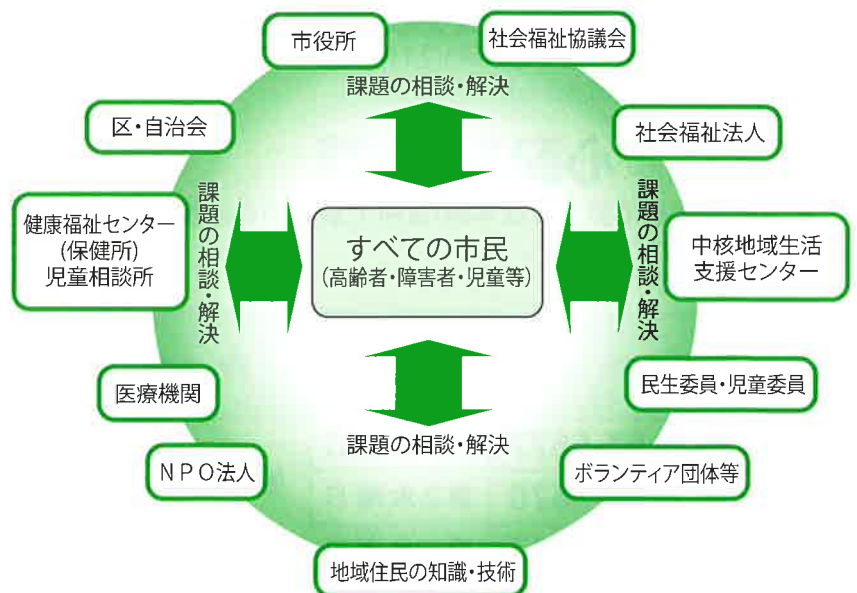 市役所
社会福祉協議会
課題の相談・解決
区・自治会
社会福祉法人
健康福祉センター
(保健所)
児童相談所
課題の相談・解決
すべての市民
(高齢者・障害者・児童等)
課題の相談・解決
中核地域生活
支援センター
医療機関
民生委員・児童委員
課題の相談・解決
NPO法人
ボランティア団体等
地域住民の知識・技術